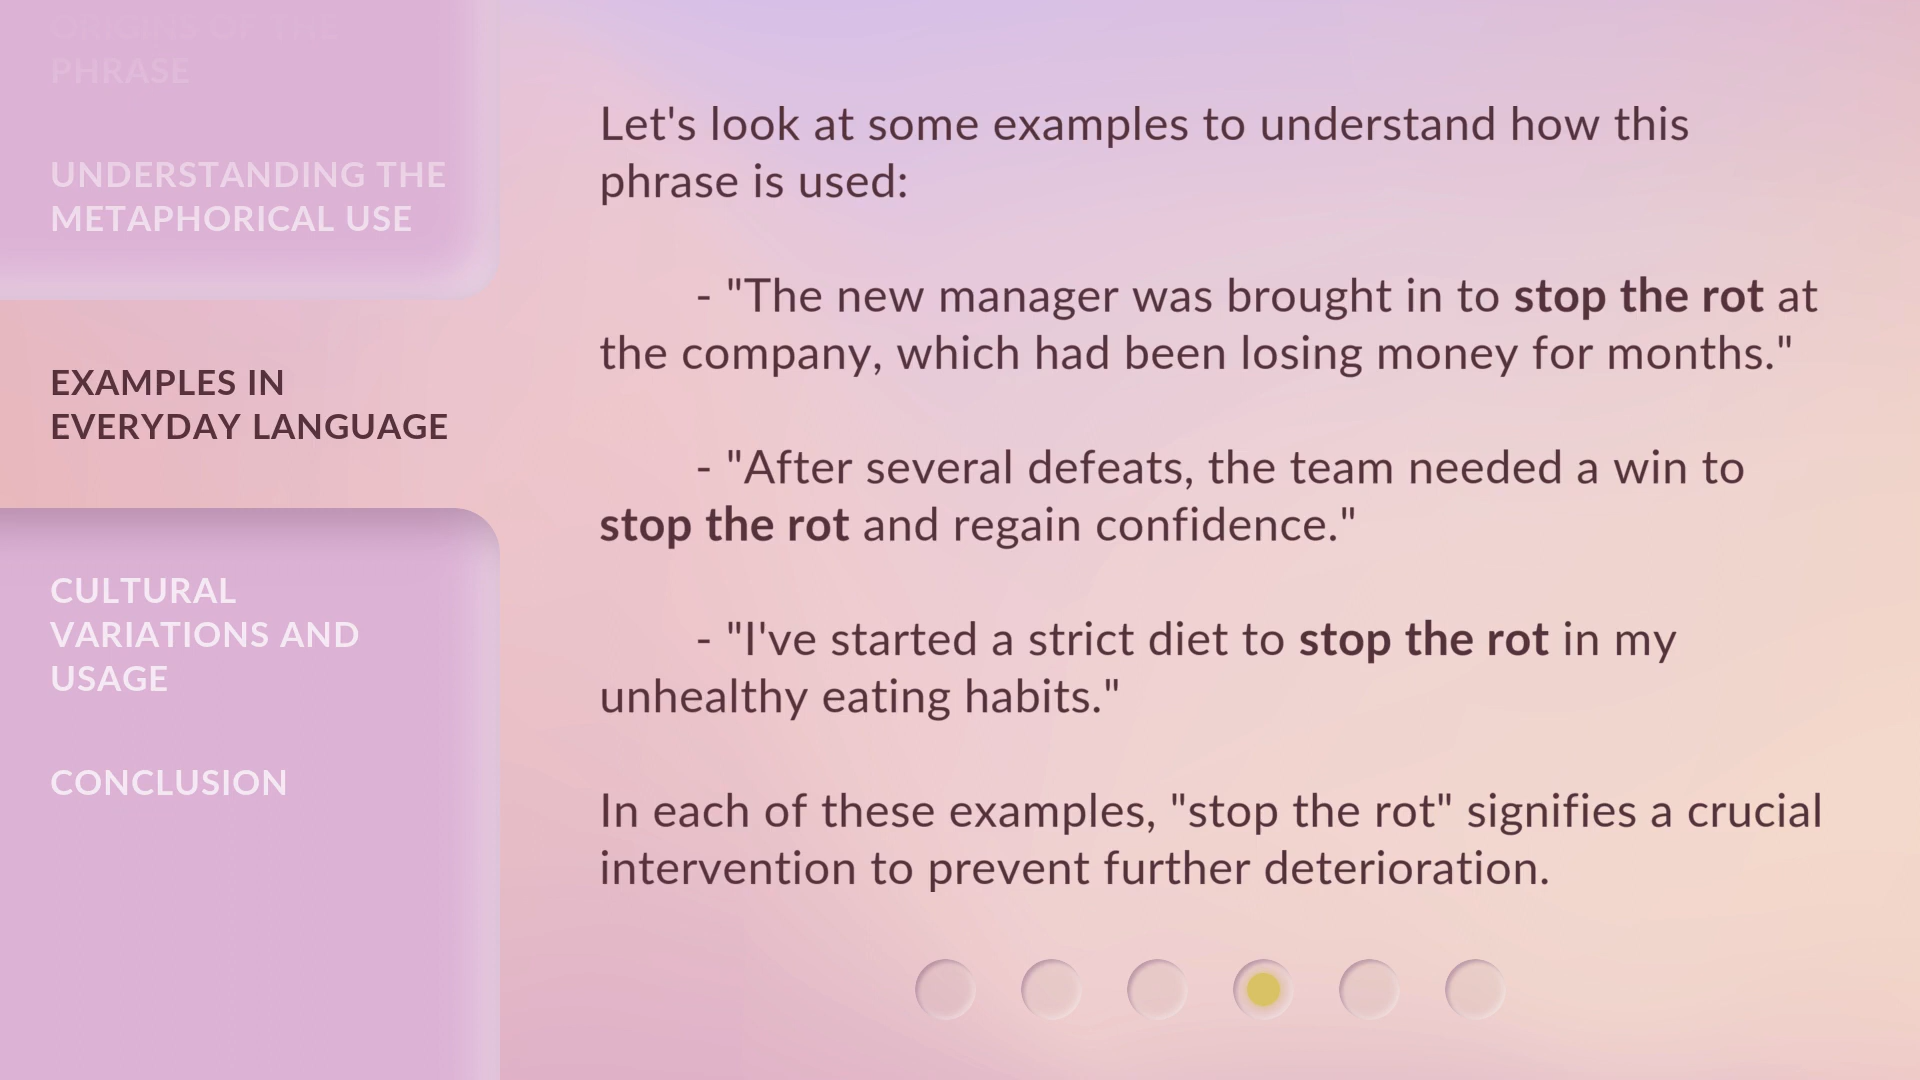 ORIGINS OF THE
PHRASE
UNDERSTANDING THE
METAPHORICAL USE
EXAMPLES IN
EVERYDAY LANGUAGE
CULTURAL
VARIATIONS AND
USAGE
CONCLUSION
Let's look at some examples to understand how this
phrase is used:
- "The new manager was brought in to stop the rot at
the company, which had been losing money for months."
- "After several defeats, the team needed a win to
stop the rot and regain confidence."
- "I've started a strict diet to stop the rot in my
unhealthy eating habits."
In each of these examples, "stop the rot" signifies a crucial
intervention to prevent further deterioration.